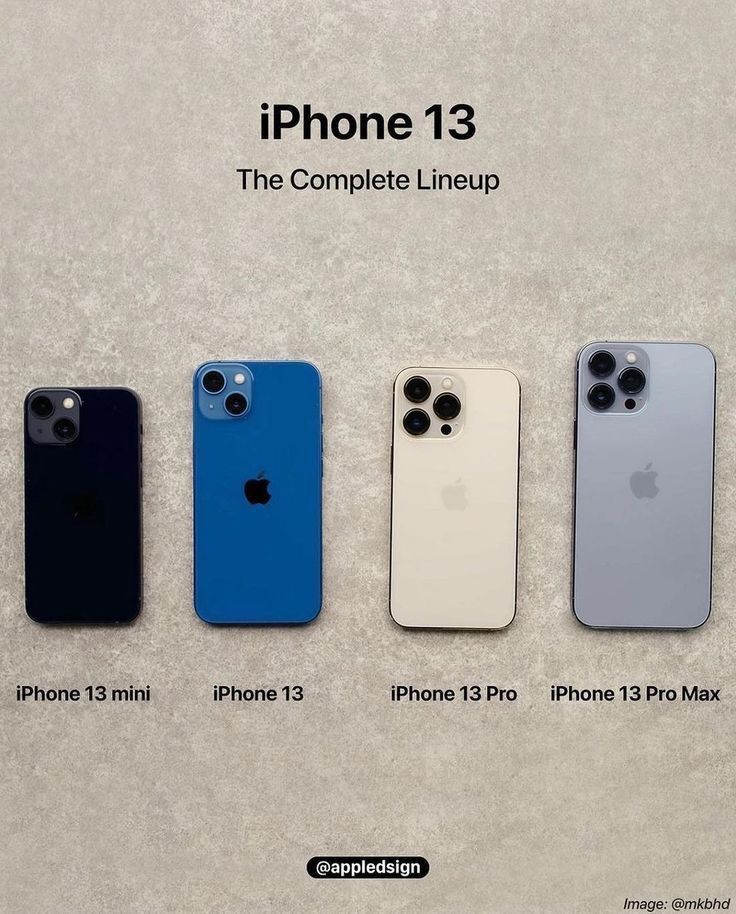 iPhone 13
The Complete Lineup
iPhone 13 mini
iPhone 13
iPhone 13 Pro
iPhone 13 Pro Max
@appledsign
Image: @mkbhd